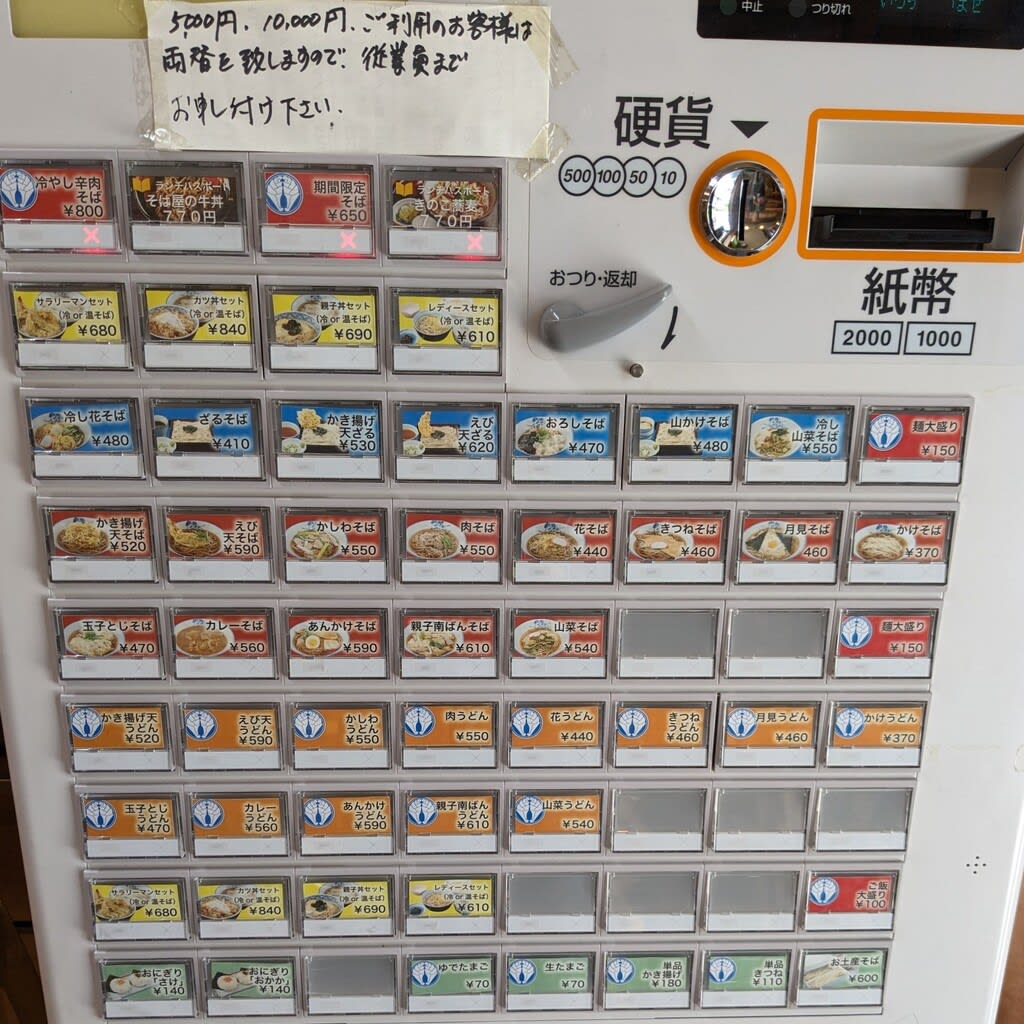 5,000円、10,000円、ご利用のお客様は
両替を致しますので、従業員まで
お申し付け下さい.
中止
つり切れ
硬貨
500 100 50 10
おつり・返却
紙幣
2000 1000
冷やし辛肉
そば
¥800
ランチパスポート
そば屋の牛丼
770円
期間限定
そば
¥650
ランチパスポート
きのこ蕎麦
770円
サラリーマンセット
(冷 or 温そば)
¥680
カツ丼セット
(冷 or 温そば)
¥840
親子丼セット
(冷 or 温そば)
¥690
レディースセット
(冷 or 温そば)
¥610
冷し花そば
¥480
ざるそば
¥410
かき揚げ
天ざる
¥530
えび
天ざる
¥620
おろしそば
¥470
山かけそば
¥480
冷し
山菜そば
¥550
麺大盛り
¥150
かき揚げ
天そば
¥520
えび
天そば
¥590
かしわそば
¥550
肉そば
¥550
花そば
¥440
きつねそば
¥460
月見そば
460
かけそば
¥370
玉子とじそば
¥470
カレーそば
¥560
あんかけそば
¥590
親子南ばんそば
¥610
山菜そば
¥540
麺大盛り
¥150
かき揚げ天
うどん
¥520
えび天
うどん
¥590
かしわ
うどん
¥550
肉うどん
¥550
花うどん
¥440
きつね
うどん
¥460
月見うどん
¥460
かけうどん
¥370
玉子とじ
うどん
¥470
カレー
うどん
¥560
あんかけ
うどん
¥590
親子南ばん
うどん
¥610
山菜うどん
¥540
サラリーマンセット
(冷 or 温そば)
¥680
カツ丼セット
(冷 or 温そば)
¥840
親子丼セット
(冷 or 温そば)
¥690
レディースセット
(冷 or 温そば)
¥610
ご飯
大盛り
¥100
おにぎり
「さけ」
¥140
おにぎり
「おかか」
¥140
ゆでたまご
¥70
生たまご
¥70
単品
かき揚げ
¥180
単品
きつね
¥110
お土産そば
¥600